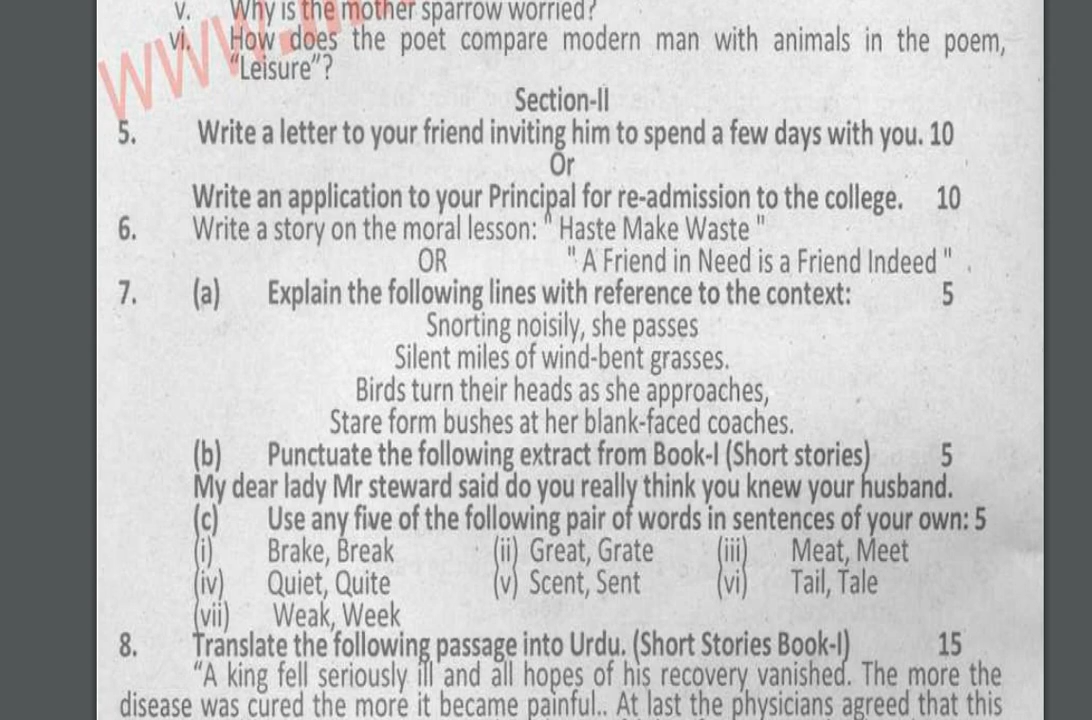 v. Why is the mother sparrow worried?
vi. How does the poet compare modern man with animals in the poem,
"Leisure"?
Section-II
5. Write a letter to your friend inviting him to spend a few days with you. 10
Or
Write an application to your Principal for re-admission to the college. 10
6. Write a story on the moral lesson: " Haste Make Waste "
OR " A Friend in Need is a Friend Indeed " .
7. (a) Explain the following lines with reference to the context: 5
Snorting noisily, she passes
Silent miles of wind-bent grasses.
Birds turn their heads as she approaches,
Stare form bushes at her blank-faced coaches.
(b) Punctuate the following extract from Book-I (Short stories) 5
My dear lady Mr steward said do you really think you knew your husband.
(c) Use any five of the following pair of words in sentences of your own: 5
(i) Brake, Break (ii) Great, Grate (iii) Meat, Meet
(iv) Quiet, Quite (v) Scent, Sent (vi) Tail, Tale
(vii) Weak, Week
8. Translate the following passage into Urdu. (Short Stories Book-I) 15
"A king fell seriously ill and all hopes of his recovery vanished. The more the
disease was cured the more it became painful.. At last the physicians agreed that this